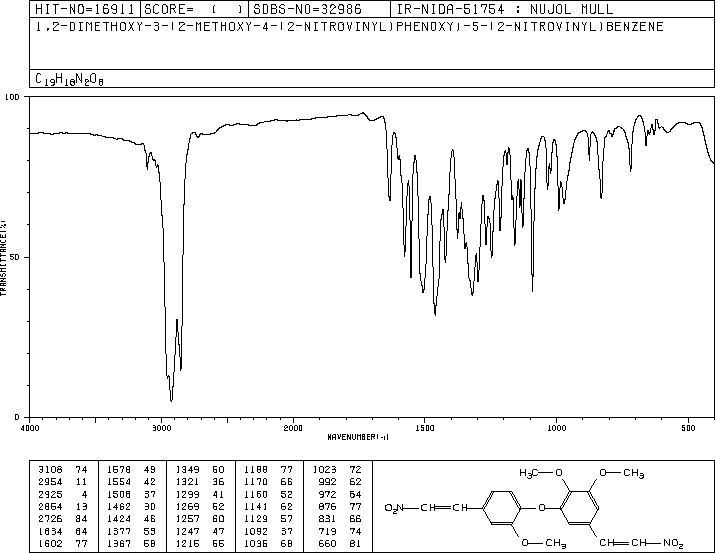 HIT-NO=16911 SCORE= ( ) SDBS-NO=32986 IR-NIDA-51754 : NUJOL MULL
1,2-DIMETHOXY-3-(2-METHOXY-4-(2-NITROVINYL)PHENOXY)-5-(2-NITROVINYL)BENZENE
C19H18N2O8
100
50
0
TRANSMITTANCE(%)
4000 3000 2000 1500 1000 500
WAVENUMBER(-1)
3108 74 1578 49 1349 50 1188 77 1023 72
2954 11 1554 42 1321 36 1170 66 992 62
2925 4 1508 37 1299 41 1160 52 972 64
2854 13 1462 30 1269 52 1141 62 876 77
2726 84 1424 46 1257 60 1129 57 831 66
1634 64 1377 55 1247 47 1092 37 719 74
1602 77 1367 58 1215 55 1036 68 660 81
H3C O O CH3
O2N CH CH O
O CH3 CH CH NO2